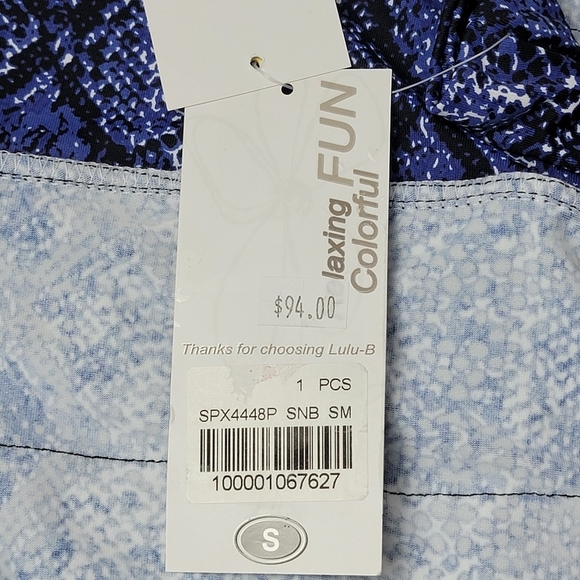 laxing FUN
Colorful
$94.00
Thanks for choosing Lulu-B
1 PCS
SPX4448P SNB SM
100001067627
S